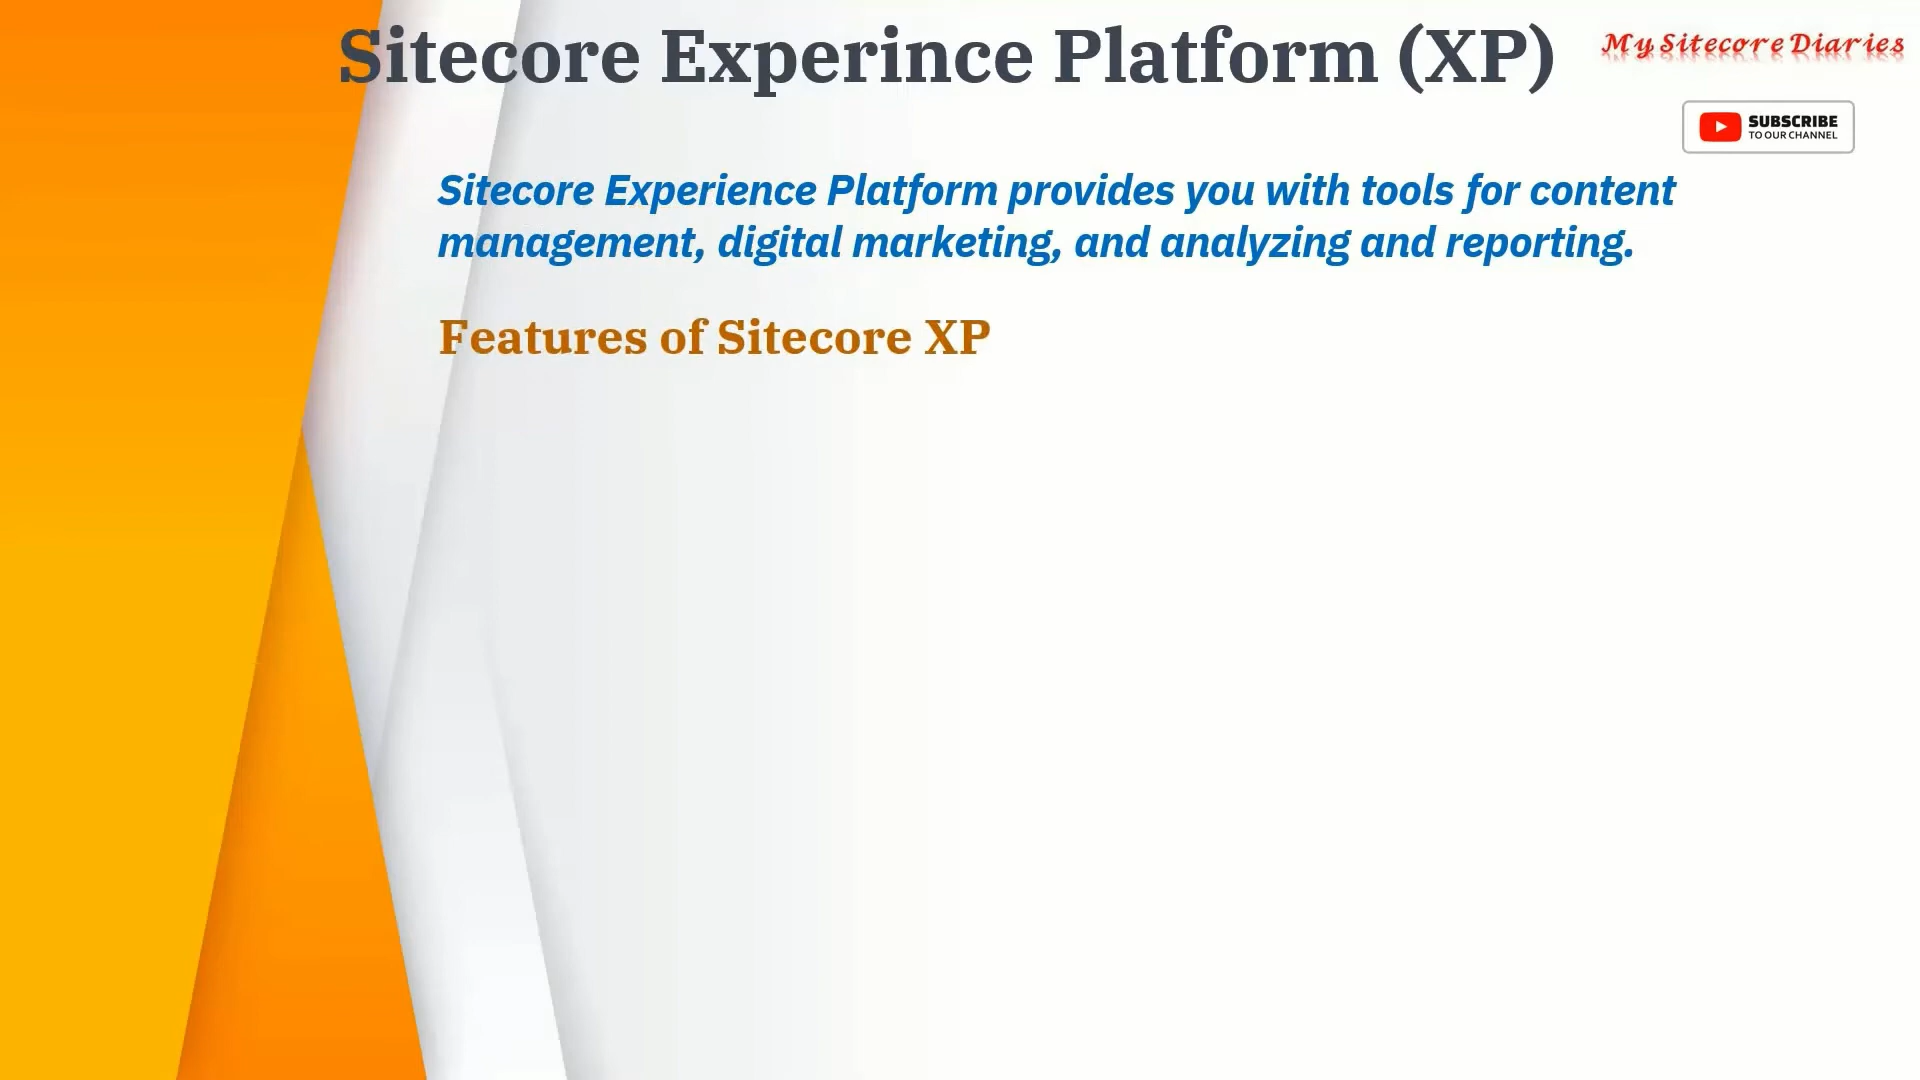 Sitecore Experince Platform (XP)
My Sitecore Diaries
SUBSCRIBE
TO OUR CHANNEL
Sitecore Experience Platform provides you with tools for content
management, digital marketing, and analyzing and reporting.
Features of Sitecore XP